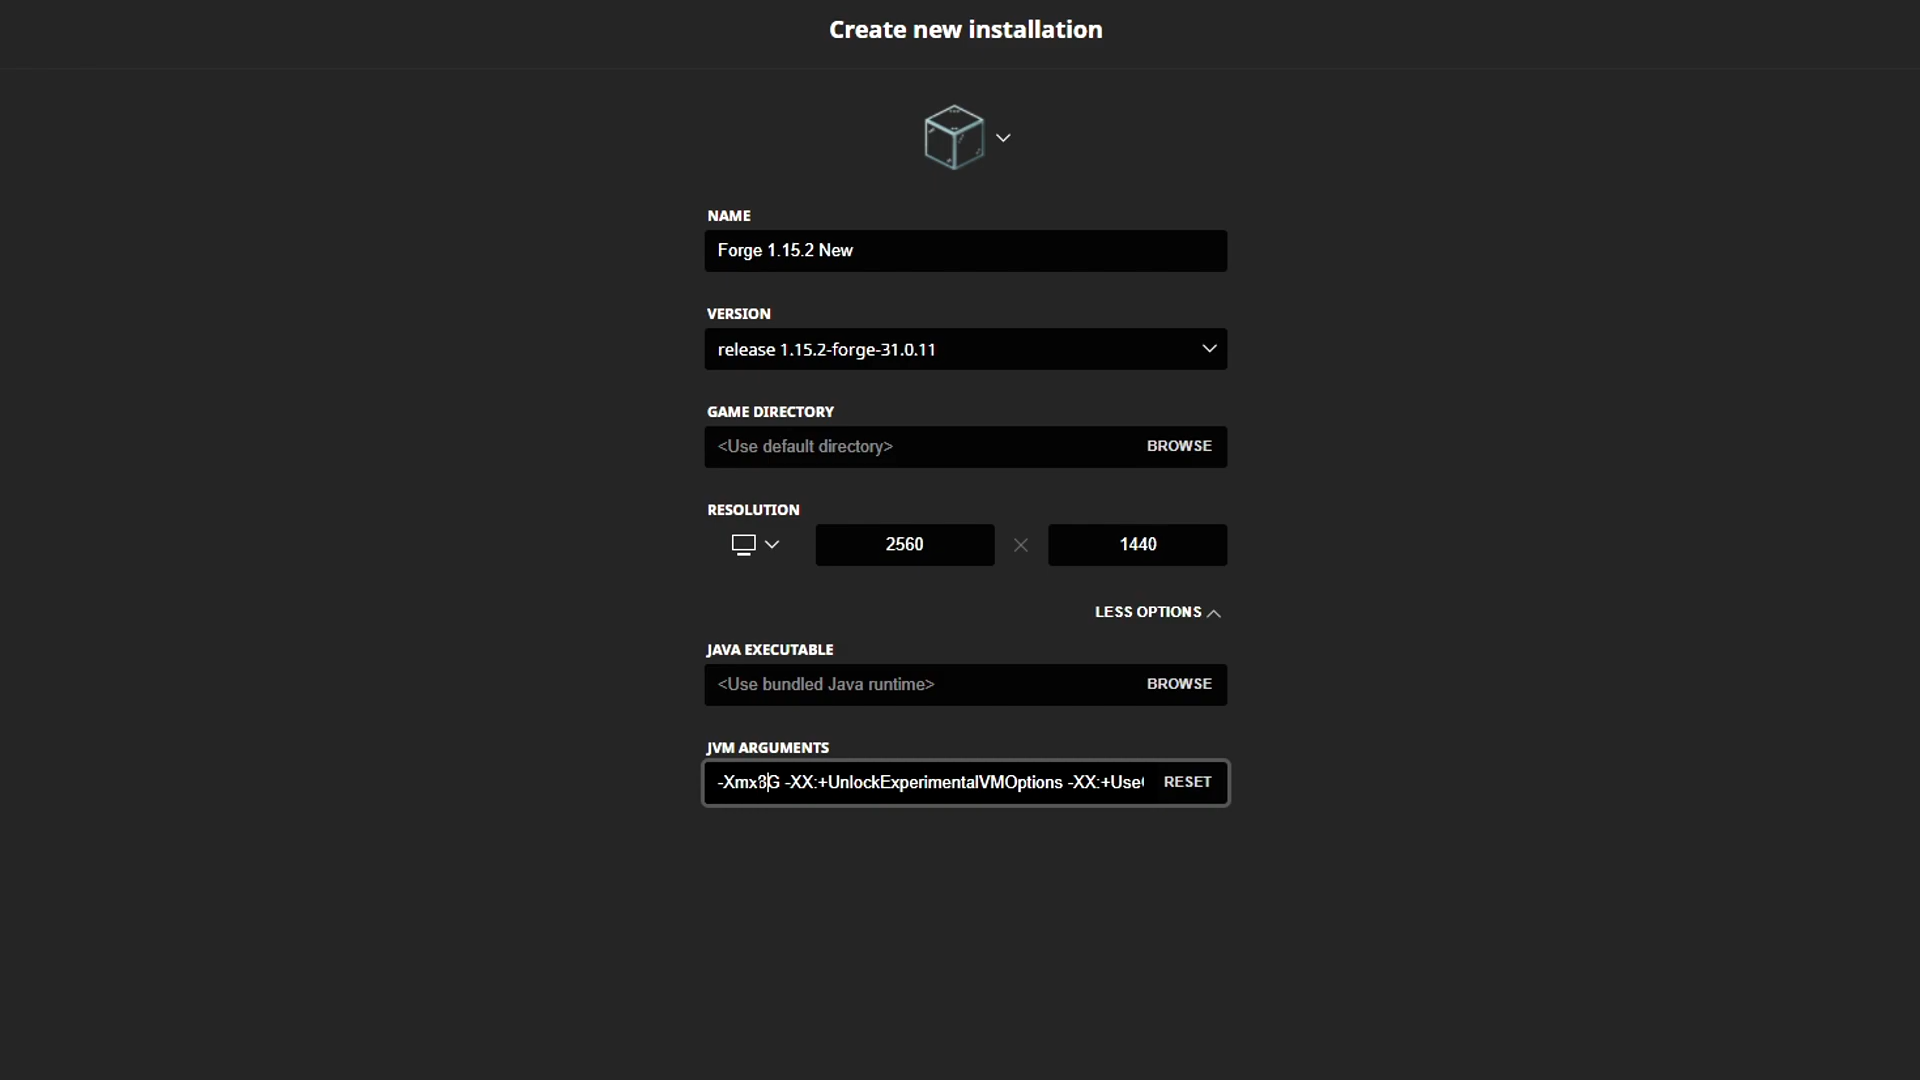 Create new installation
NAME
Forge 1.15.2 New
VERSION
release 1.15.2-forge-31.0.11
GAME DIRECTORY
<Use default directory> BROWSE
RESOLUTION
2560 1440
LESS OPTIONS
JAVA EXECUTABLE
<Use bundled Java runtime> BROWSE
JVM ARGUMENTS
-XX:+UnlockExperimentalVMOptions -XX:+Use RESET